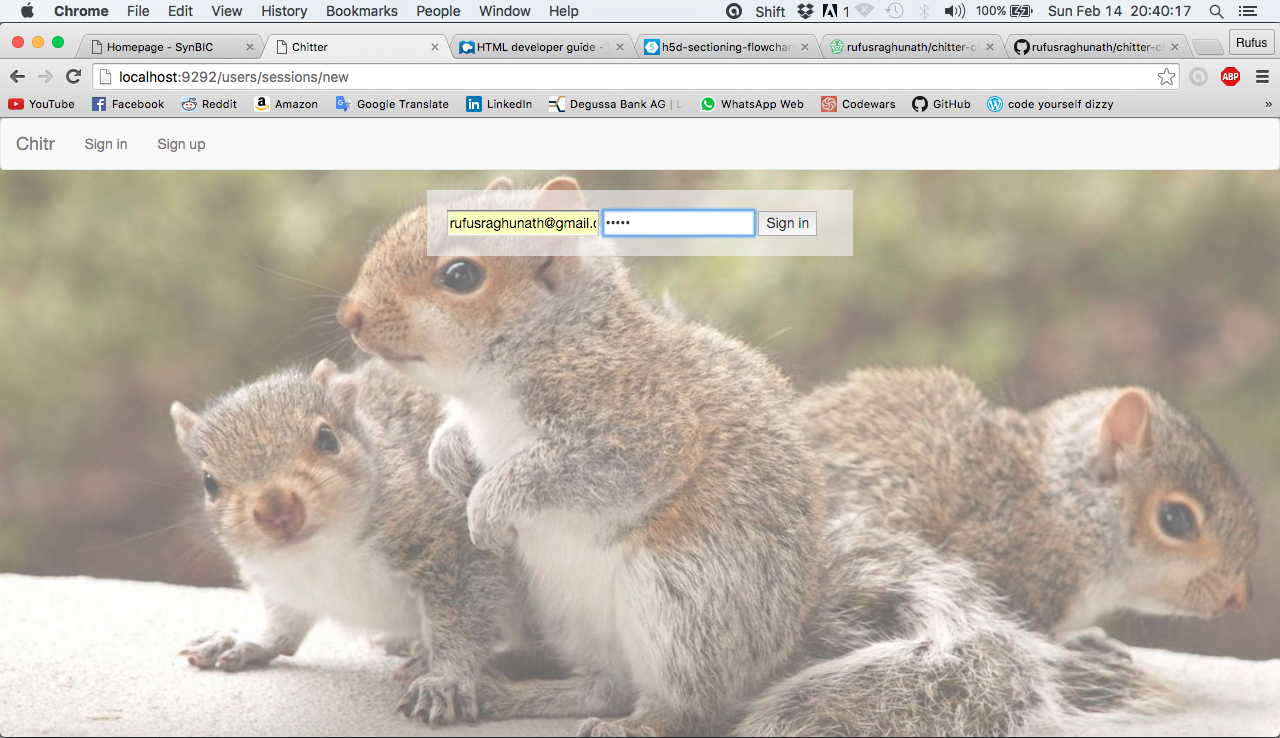 Chrome File Edit View History Bookmarks People Window Help Shift 1 100% Sun Feb 14 20:40:17
Homepage - SynBIC Chitter HTML developer guide - h5d-sectioning-flowchart rufusraghunath/chitter-c rufusraghunath/chitter-c Rufus
localhost:9292/users/sessions/new ABP
YouTube Facebook Reddit Amazon Google Translate LinkedIn Degussa Bank AG | WhatsApp Web Codewars GitHub code yourself dizzy »
Chitr Sign in Sign up
rufusraghunath@gmail.c ••••• Sign in